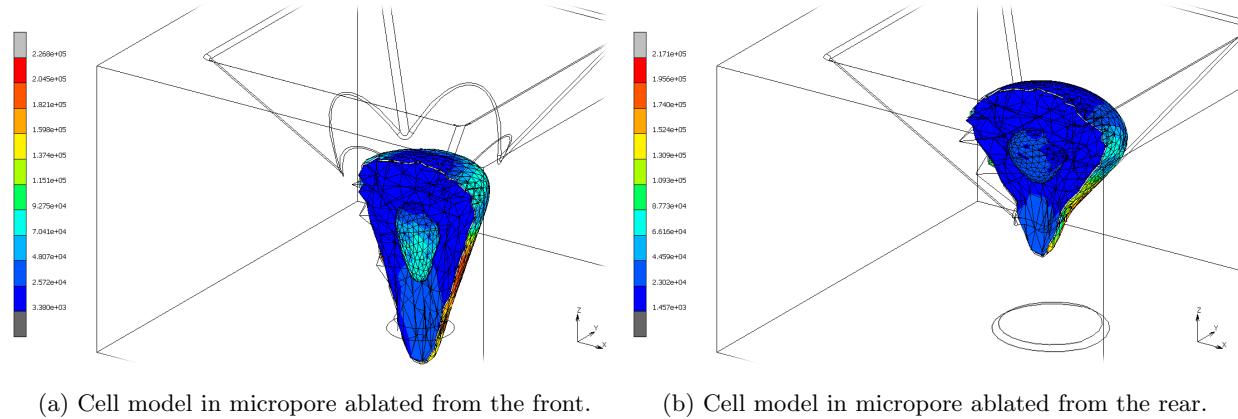 2.268e+05
2.045e+05
1.821e+05
1.598e+05
1.374e+05
1.151e+05
9.275e+04
7.041e+04
4.807e+04
2.572e+04
3.380e+03
Z
Y
X
2.171e+05
1.956e+05
1.740e+05
1.524e+05
1.309e+05
1.093e+05
8.773e+04
6.616e+04
4.459e+04
2.302e+04
1.457e+03
Z
Y
X
(a) Cell model in micropore ablated from the front.
(b) Cell model in micropore ablated from the rear.